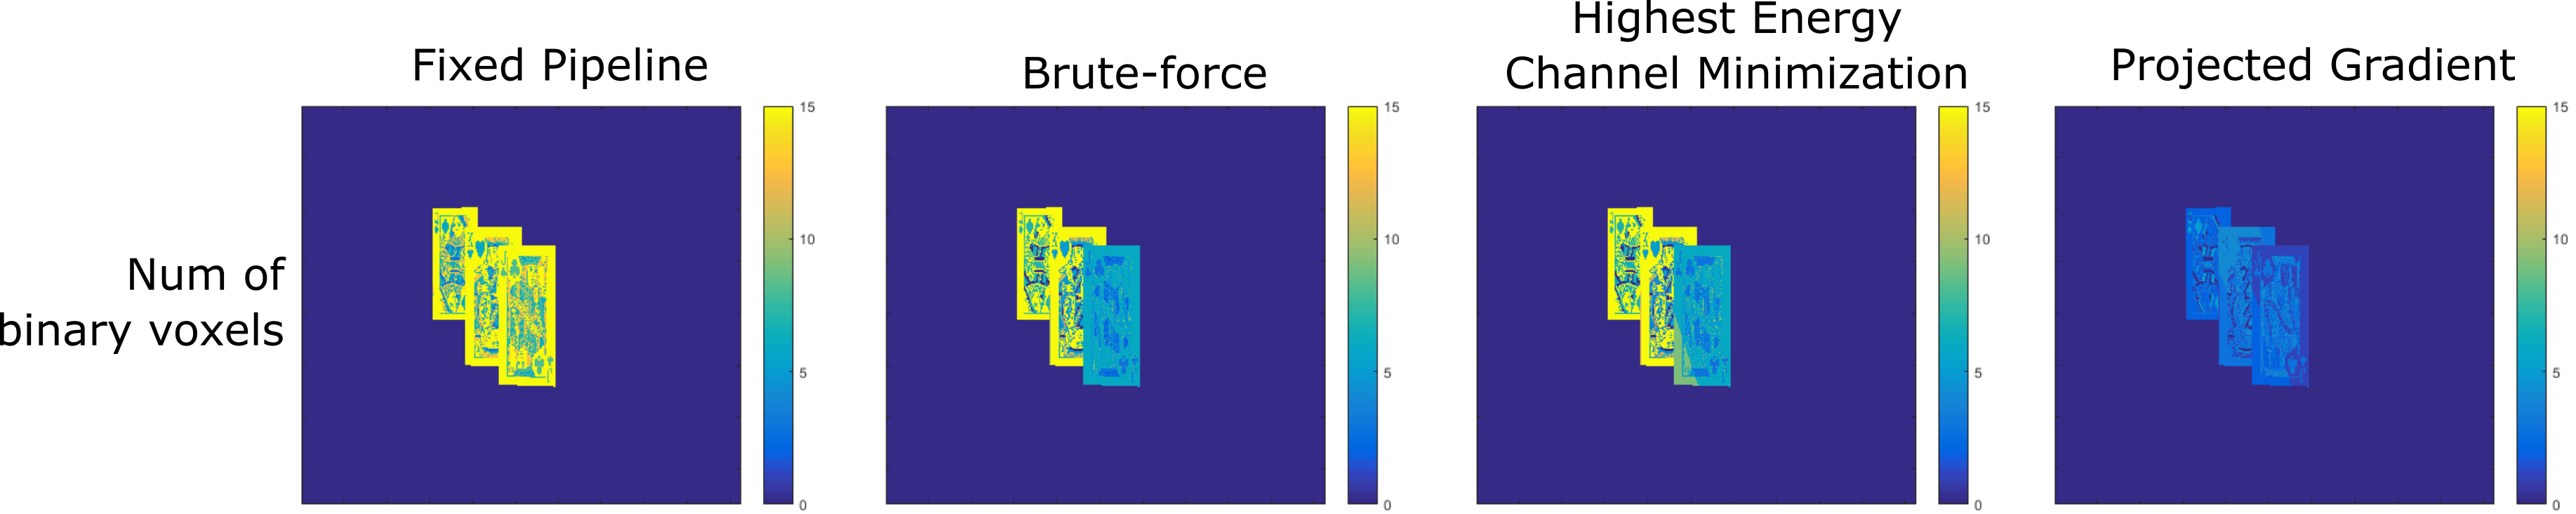 Fixed Pipeline
Brute-force
Highest Energy
Channel Minimization
Projected Gradient
Num of
binary voxels
15
10
5
0
15
10
5
0
15
10
5
0
15
10
5
0